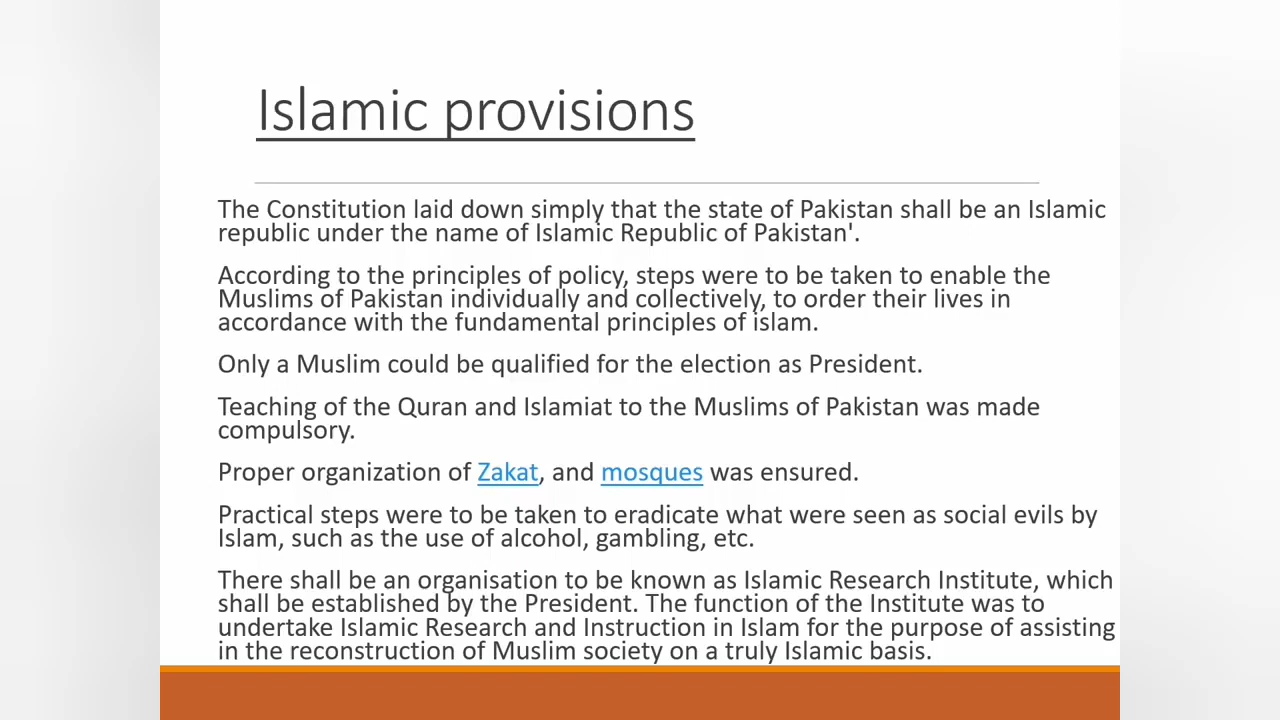 Islamic provisions
The Constitution laid down simply that the state of Pakistan shall be an Islamic
republic under the name of Islamic Republic of Pakistan'.
According to the principles of policy, steps were to be taken to enable the
Muslims of Pakistan individually and collectively, to order their lives in
accordance with the fundamental principles of islam.
Only a Muslim could be qualified for the election as President.
Teaching of the Quran and Islamiat to the Muslims of Pakistan was made
compulsory.
Proper organization of Zakat, and mosques was ensured.
Practical steps were to be taken to eradicate what were seen as social evils by
Islam, such as the use of alcohol, gambling, etc.
There shall be an organisation to be known as Islamic Research Institute, which
shall be established by the President. The function of the Institute was to
undertake Islamic Research and Instruction in Islam for the purpose of assisting
in the reconstruction of Muslim society on a truly Islamic basis.